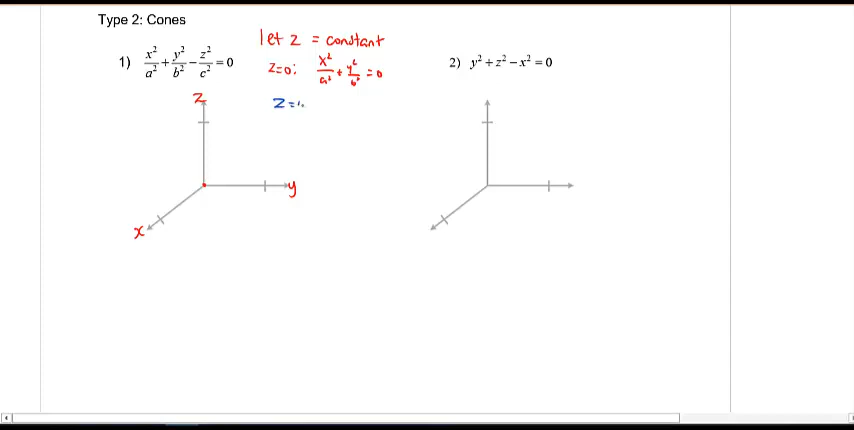 Type 2: Cones
let z = constant
1) x²/a² + y²/b² − z²/c² = 0
z=0: x²/a² + y²/b² = 0
2) y² + z² − x² = 0
z =
z
y
x